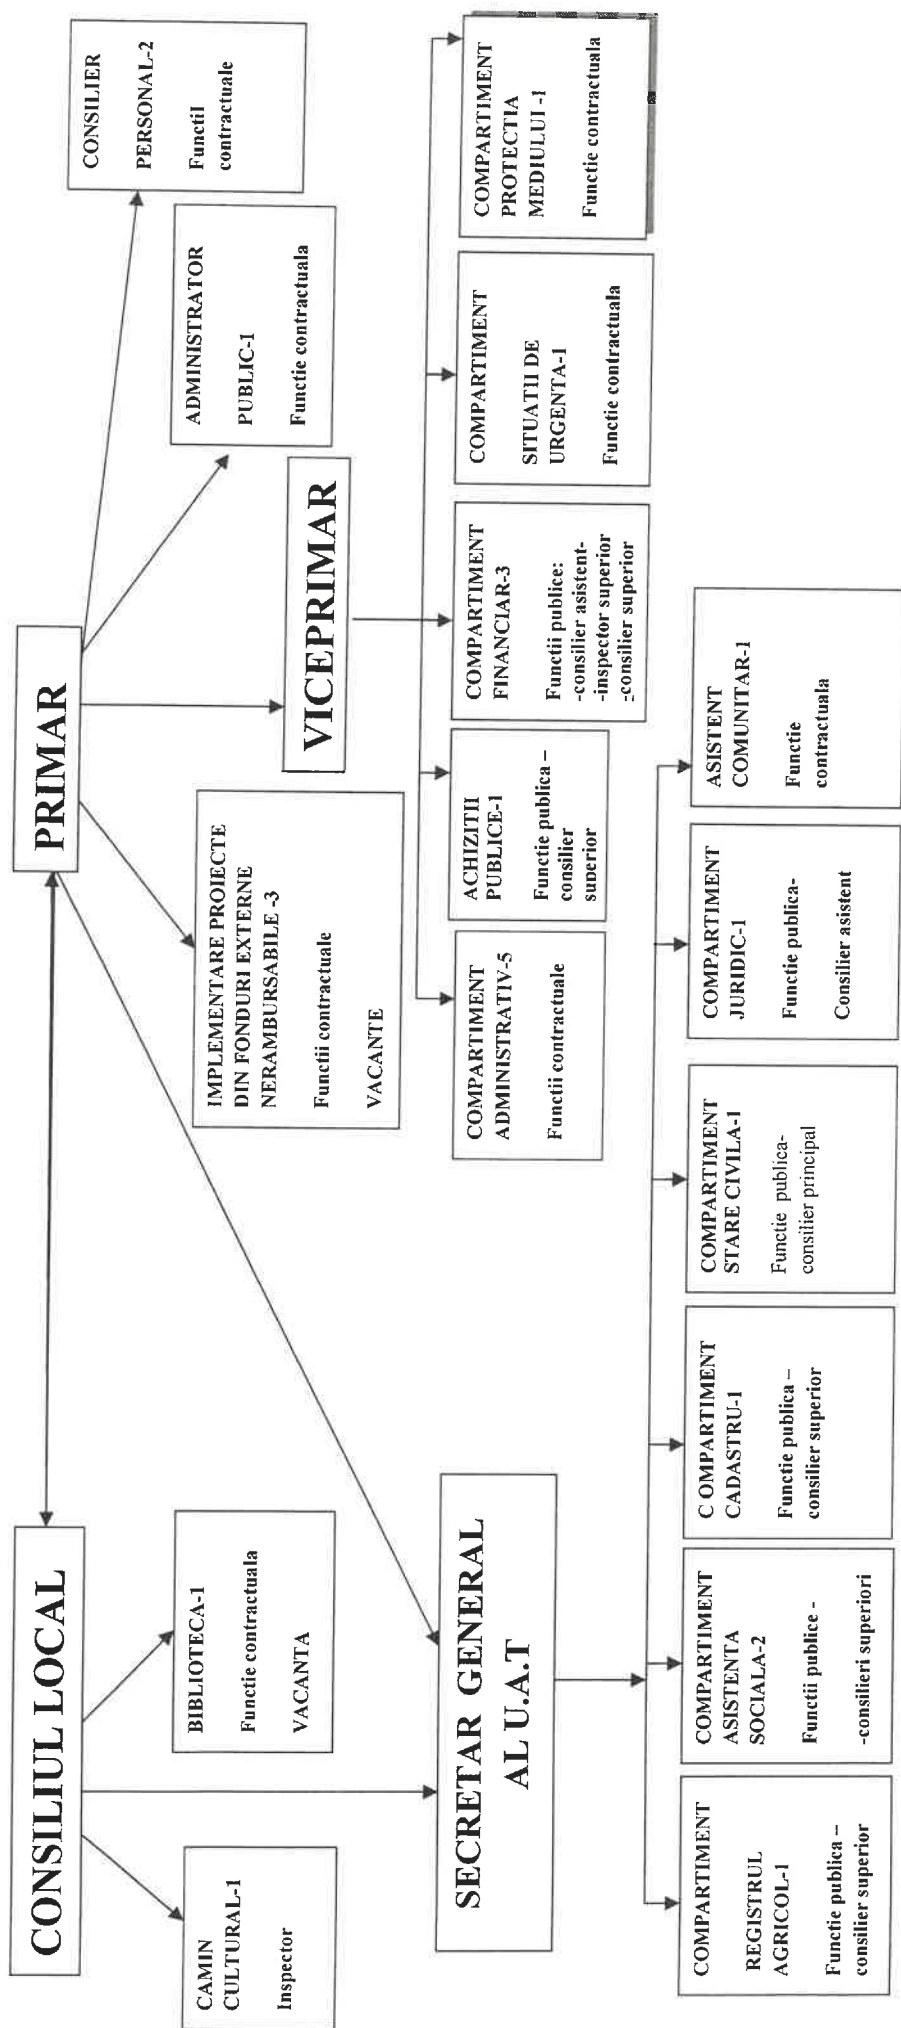 CONSILIUL LOCAL
PRIMAR
CAMIN
CULTURAL-1
Inspector
BIBLIOTECA-1
Functie contractuala
VACANTA
IMPLEMENTARE PROIECTE
DIN FONDURI EXTERNE
NERAMBURSABILE -3
Functii contractuale
VACANTE
VICEPRIMAR
ADMINISTRATOR
PUBLIC-1
Functie contractuala
CONSILIER
PERSONAL-2
Functii
contractuale
SECRETAR GENERAL
AL U.A.T
COMPARTIMENT
ADMINISTRATIV-5
Functii contractuale
ACHIZITII
PUBLICE-1
Functie publica –
consilier
superior
COMPARTIMENT
FINANCIAR-3
Functii publice:
-consilier asistent-
-inspector superior
-consilier superior
COMPARTIMENT
SITUATII DE
URGENTA-1
Functie contractuala
COMPARTIMENT
PROTECTIA
MEDIULUI -1
Functie contractuala
COMPARTIMENT
REGISTRUL
AGRICOL-1
Functie publica –
consilier superior
COMPARTIMENT
ASISTENTA
SOCIALA-2
Functii publice -
-consilieri superiori
C OMPARTIMENT
CADASTRU-1
Functie publica –
consilier superior
COMPARTIMENT
STARE CIVILA-1
Functie publica-
consilier principal
COMPARTIMENT
JURIDIC-1
Functie publica-
Consilier asistent
ASISTENT
COMUNITAR-1
Functie
contractuala